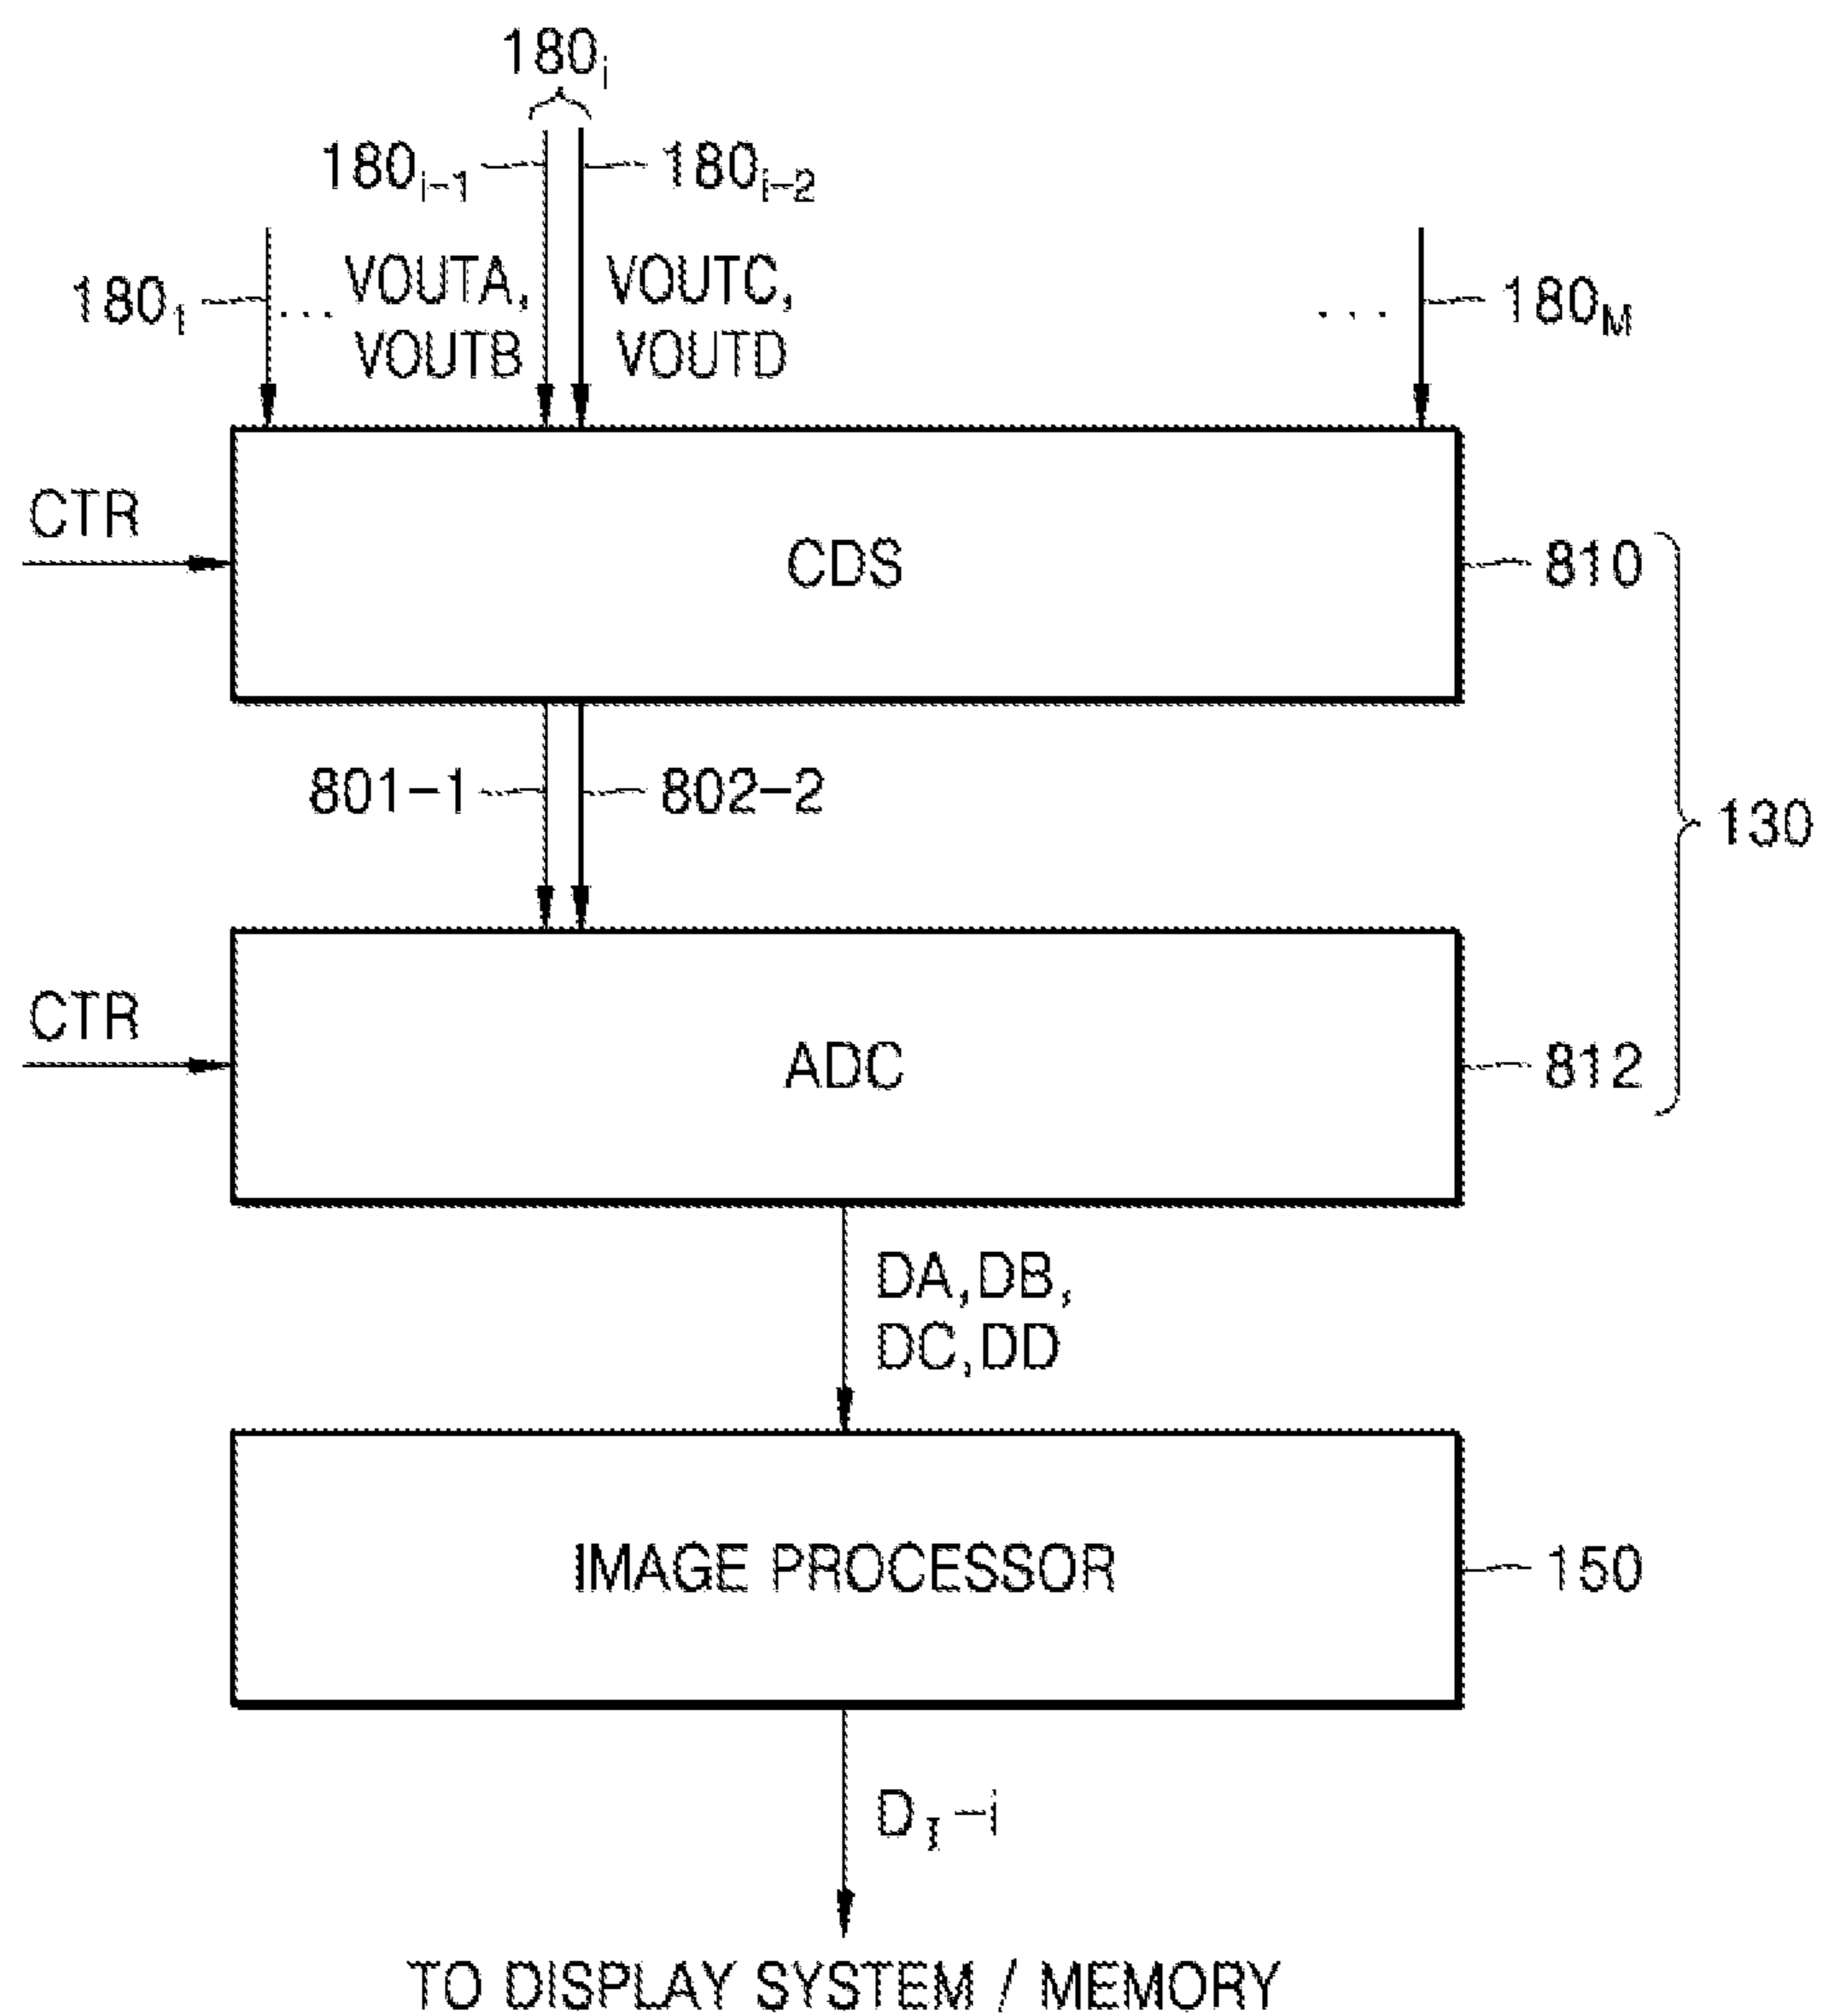 180i
180i-1
180i-2
1801
... VOUTA,
VOUTB
VOUTC,
VOUTD
...
180M
CTR
CDS
810
801-1
802-2
130
CTR
ADC
812
DA,DB,
DC,DD
IMAGE PROCESSOR
150
DI-i
TO DISPLAY SYSTEM / MEMORY